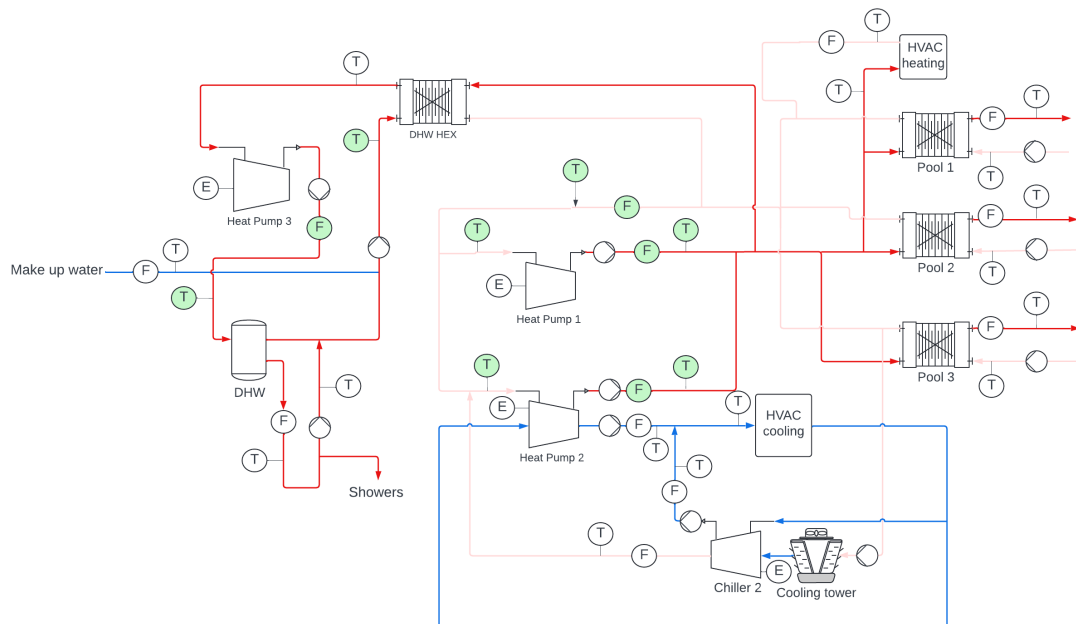 T
F
HVAC
heating
T
T
T
F
DHW HEX
T
Pool 1
T
T
E
Heat Pump 3
T
F
T
F
Pool 2
T
F
T
T
F
T
Make up water
F
T
E
Heat Pump 1
T
T
F
Pool 3
T
DHW
T
T
T
F
T
E
F
HVAC
cooling
F
F
T
Heat Pump 2
T
T
F
Showers
T
F
E
Chiller 2
Cooling tower